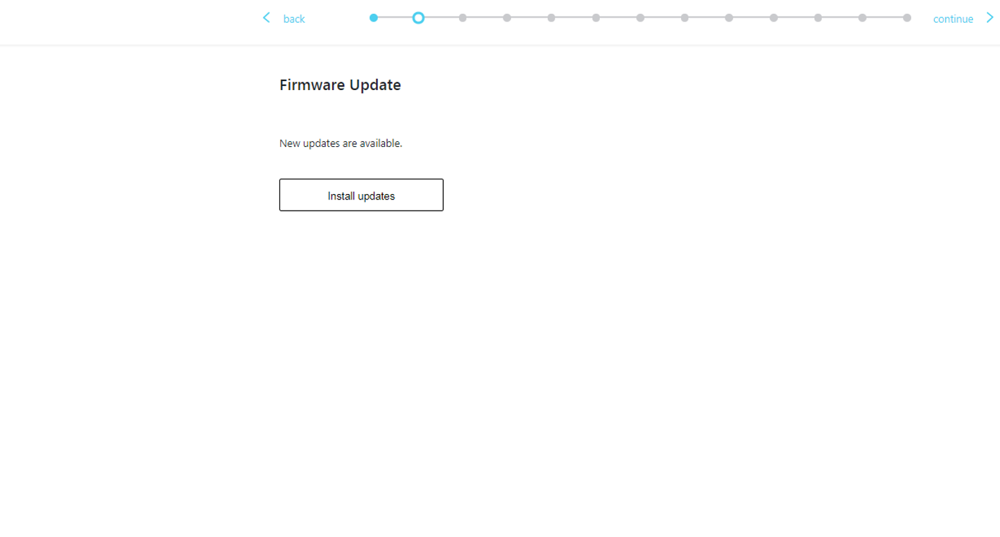 back
continue
Firmware Update
New updates are available.
Install updates